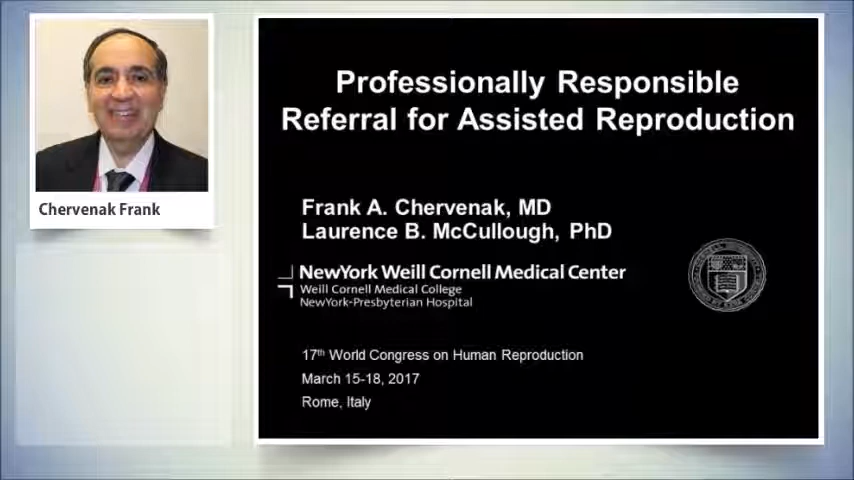 Chervenak Frank
Professionally Responsible
Referral for Assisted Reproduction
Frank A. Chervenak, MD
Laurence B. McCullough, PhD
NewYork Weill Cornell Medical Center
Weill Cornell Medical College
NewYork-Presbyterian Hospital
17th World Congress on Human Reproduction
March 15-18, 2017
Rome, Italy